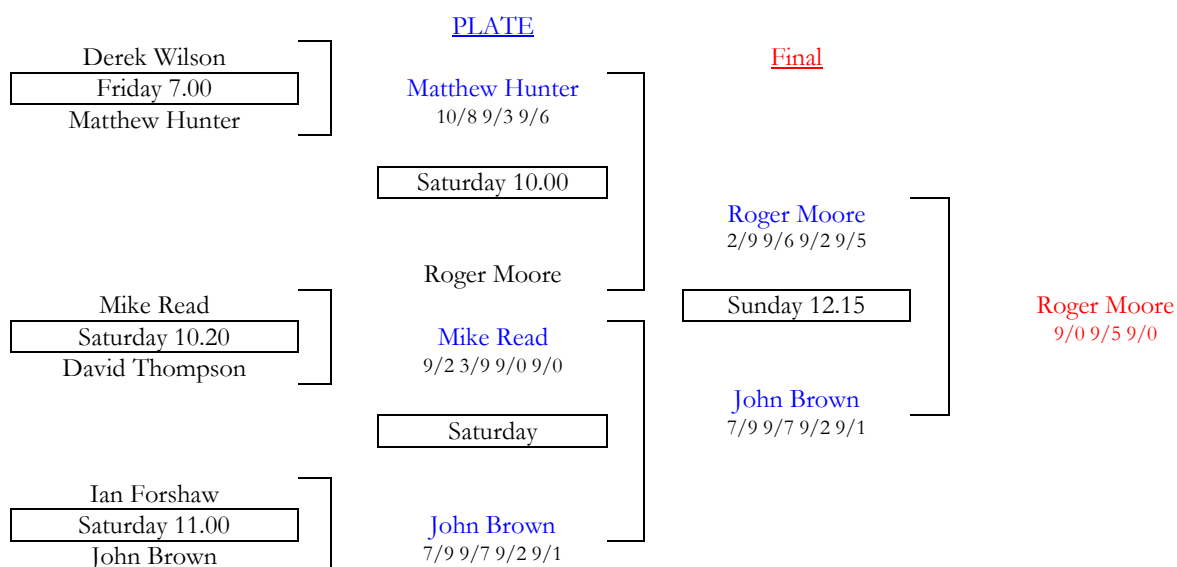 PLATE
Final
Derek Wilson
Friday 7.00
Matthew Hunter
Matthew Hunter
10/8 9/3 9/6
Saturday 10.00
Roger Moore
Roger Moore
2/9 9/6 9/2 9/5
Mike Read
Saturday 10.20
David Thompson
Mike Read
9/2 3/9 9/0 9/0
Sunday 12.15
Roger Moore
9/0 9/5 9/0
Saturday
John Brown
7/9 9/7 9/2 9/1
Ian Forshaw
Saturday 11.00
John Brown
John Brown
7/9 9/7 9/2 9/1